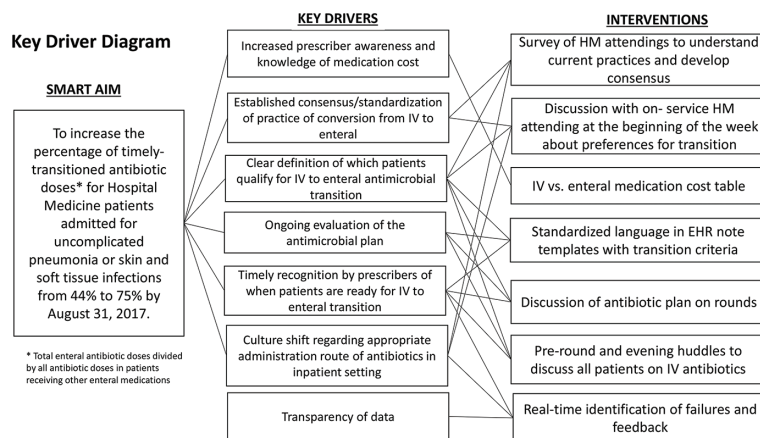 Key Driver Diagram
SMART AIM
To increase the
percentage of timely-
transitioned antibiotic
doses* for Hospital
Medicine patients
admitted for
uncomplicated
pneumonia or skin and
soft tissue infections
from 44% to 75% by
August 31, 2017.
* Total enteral antibiotic doses divided
by all antibiotic doses in patients
receiving other enteral medications
KEY DRIVERS
Increased prescriber awareness and
knowledge of medication cost
Established consensus/standardization
of practice of conversion from IV to
enteral
Clear definition of which patients
qualify for IV to enteral antimicrobial
transition
Ongoing evaluation of the
antimicrobial plan
Timely recognition by prescribers of
when patients are ready for IV to
enteral transition
Culture shift regarding appropriate
administration route of antibiotics in
inpatient setting
Transparency of data
INTERVENTIONS
Survey of HM attendings to understand
current practices and develop
consensus
Discussion with on- service HM
attending at the beginning of the week
about preferences for transition
IV vs. enteral medication cost table
Standardized language in EHR note
templates with transition criteria
Discussion of antibiotic plan on rounds
Pre-round and evening huddles to
discuss all patients on IV antibiotics
Real-time identification of failures and
feedback